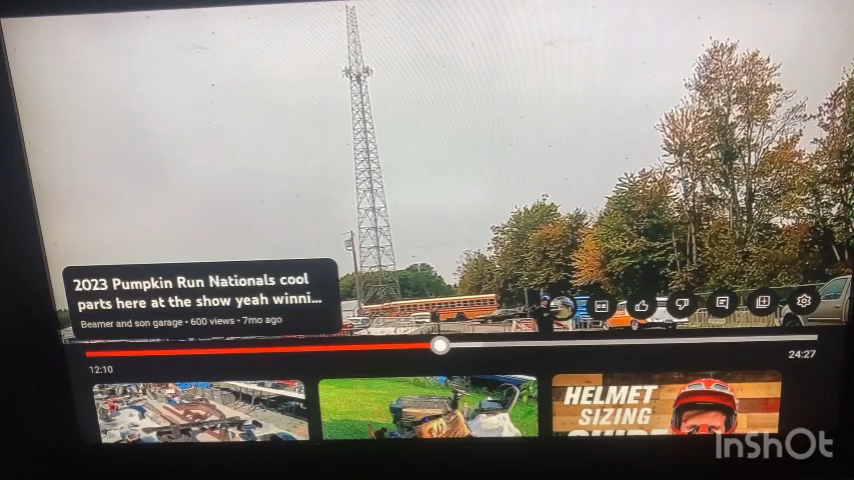 2023 Pumpkin Run Nationals cool
parts here at the show yeah winni...
Beamer and son garage • 600 views • 7mo ago
12:10
24:27
HELMET
SIZING
GUIDE
InShOt